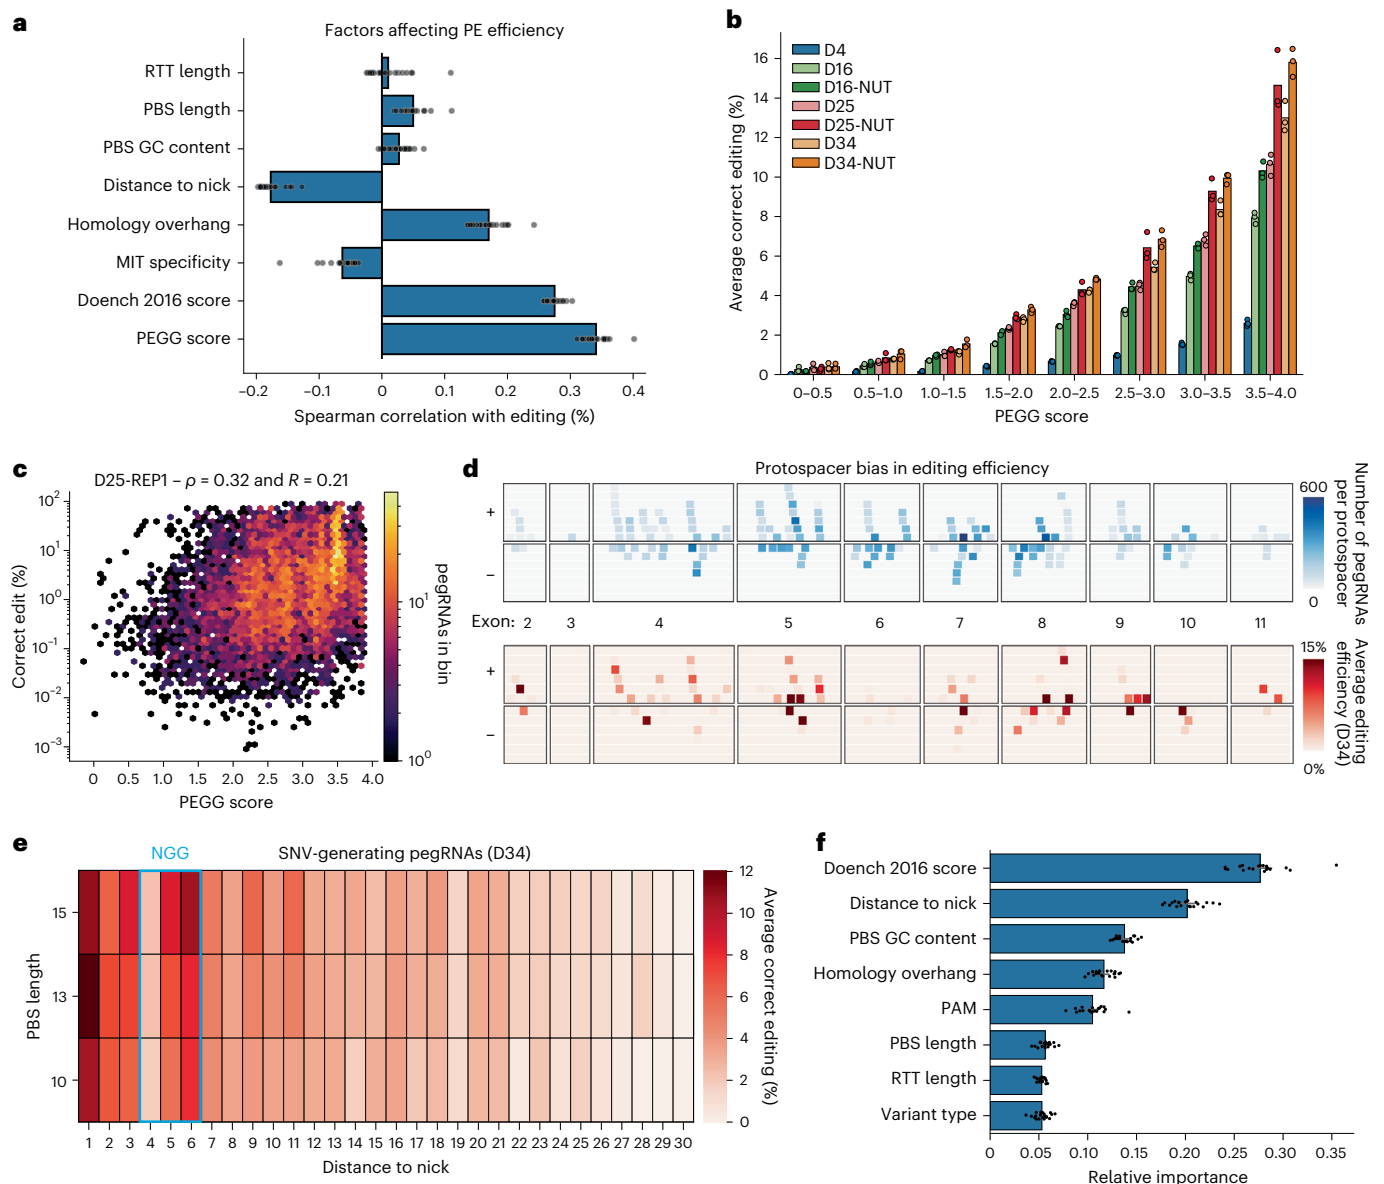 a
Factors affecting PE efficiency
RTT length
PBS length
PBS GC content
Distance to nick
Homology overhang
MIT specificity
Doench 2016 score
PEGG score
−0.2 −0.1 0 0.1 0.2 0.3 0.4
Spearman correlation with editing (%)
b
Average correct editing (%)
16
14
12
10
8
6
4
2
0
D4
D16
D16-NUT
D25
D25-NUT
D34
D34-NUT
0–0.5 0.5–1.0 1.0–1.5 1.5–2.0 2.0–2.5 2.5–3.0 3.0–3.5 3.5–4.0
PEGG score
c
D25-REP1 – ρ = 0.32 and R = 0.21
Correct edit (%)
10²
10¹
10⁰
10⁻¹
10⁻²
10⁻³
0 0.5 1.0 1.5 2.0 2.5 3.0 3.5 4.0
PEGG score
10¹
10⁰
pegRNAs in bin
d
Protospacer bias in editing efficiency
+
−
600
0
Number of pegRNAs
per protospacer
Exon: 2 3 4 5 6 7 8 9 10 11
+
−
15%
0%
Average editing
efficiency (D34)
e
NGG
SNV-generating pegRNAs (D34)
PBS length
15
13
10
1 2 3 4 5 6 7 8 9 10 11 12 13 14 15 16 17 18 19 20 21 22 23 24 25 26 27 28 29 30
Distance to nick
12
10
8
6
4
2
0
Average correct editing (%)
f
Doench 2016 score
Distance to nick
PBS GC content
Homology overhang
PAM
PBS length
RTT length
Variant type
0 0.05 0.10 0.15 0.20 0.25 0.30 0.35
Relative importance